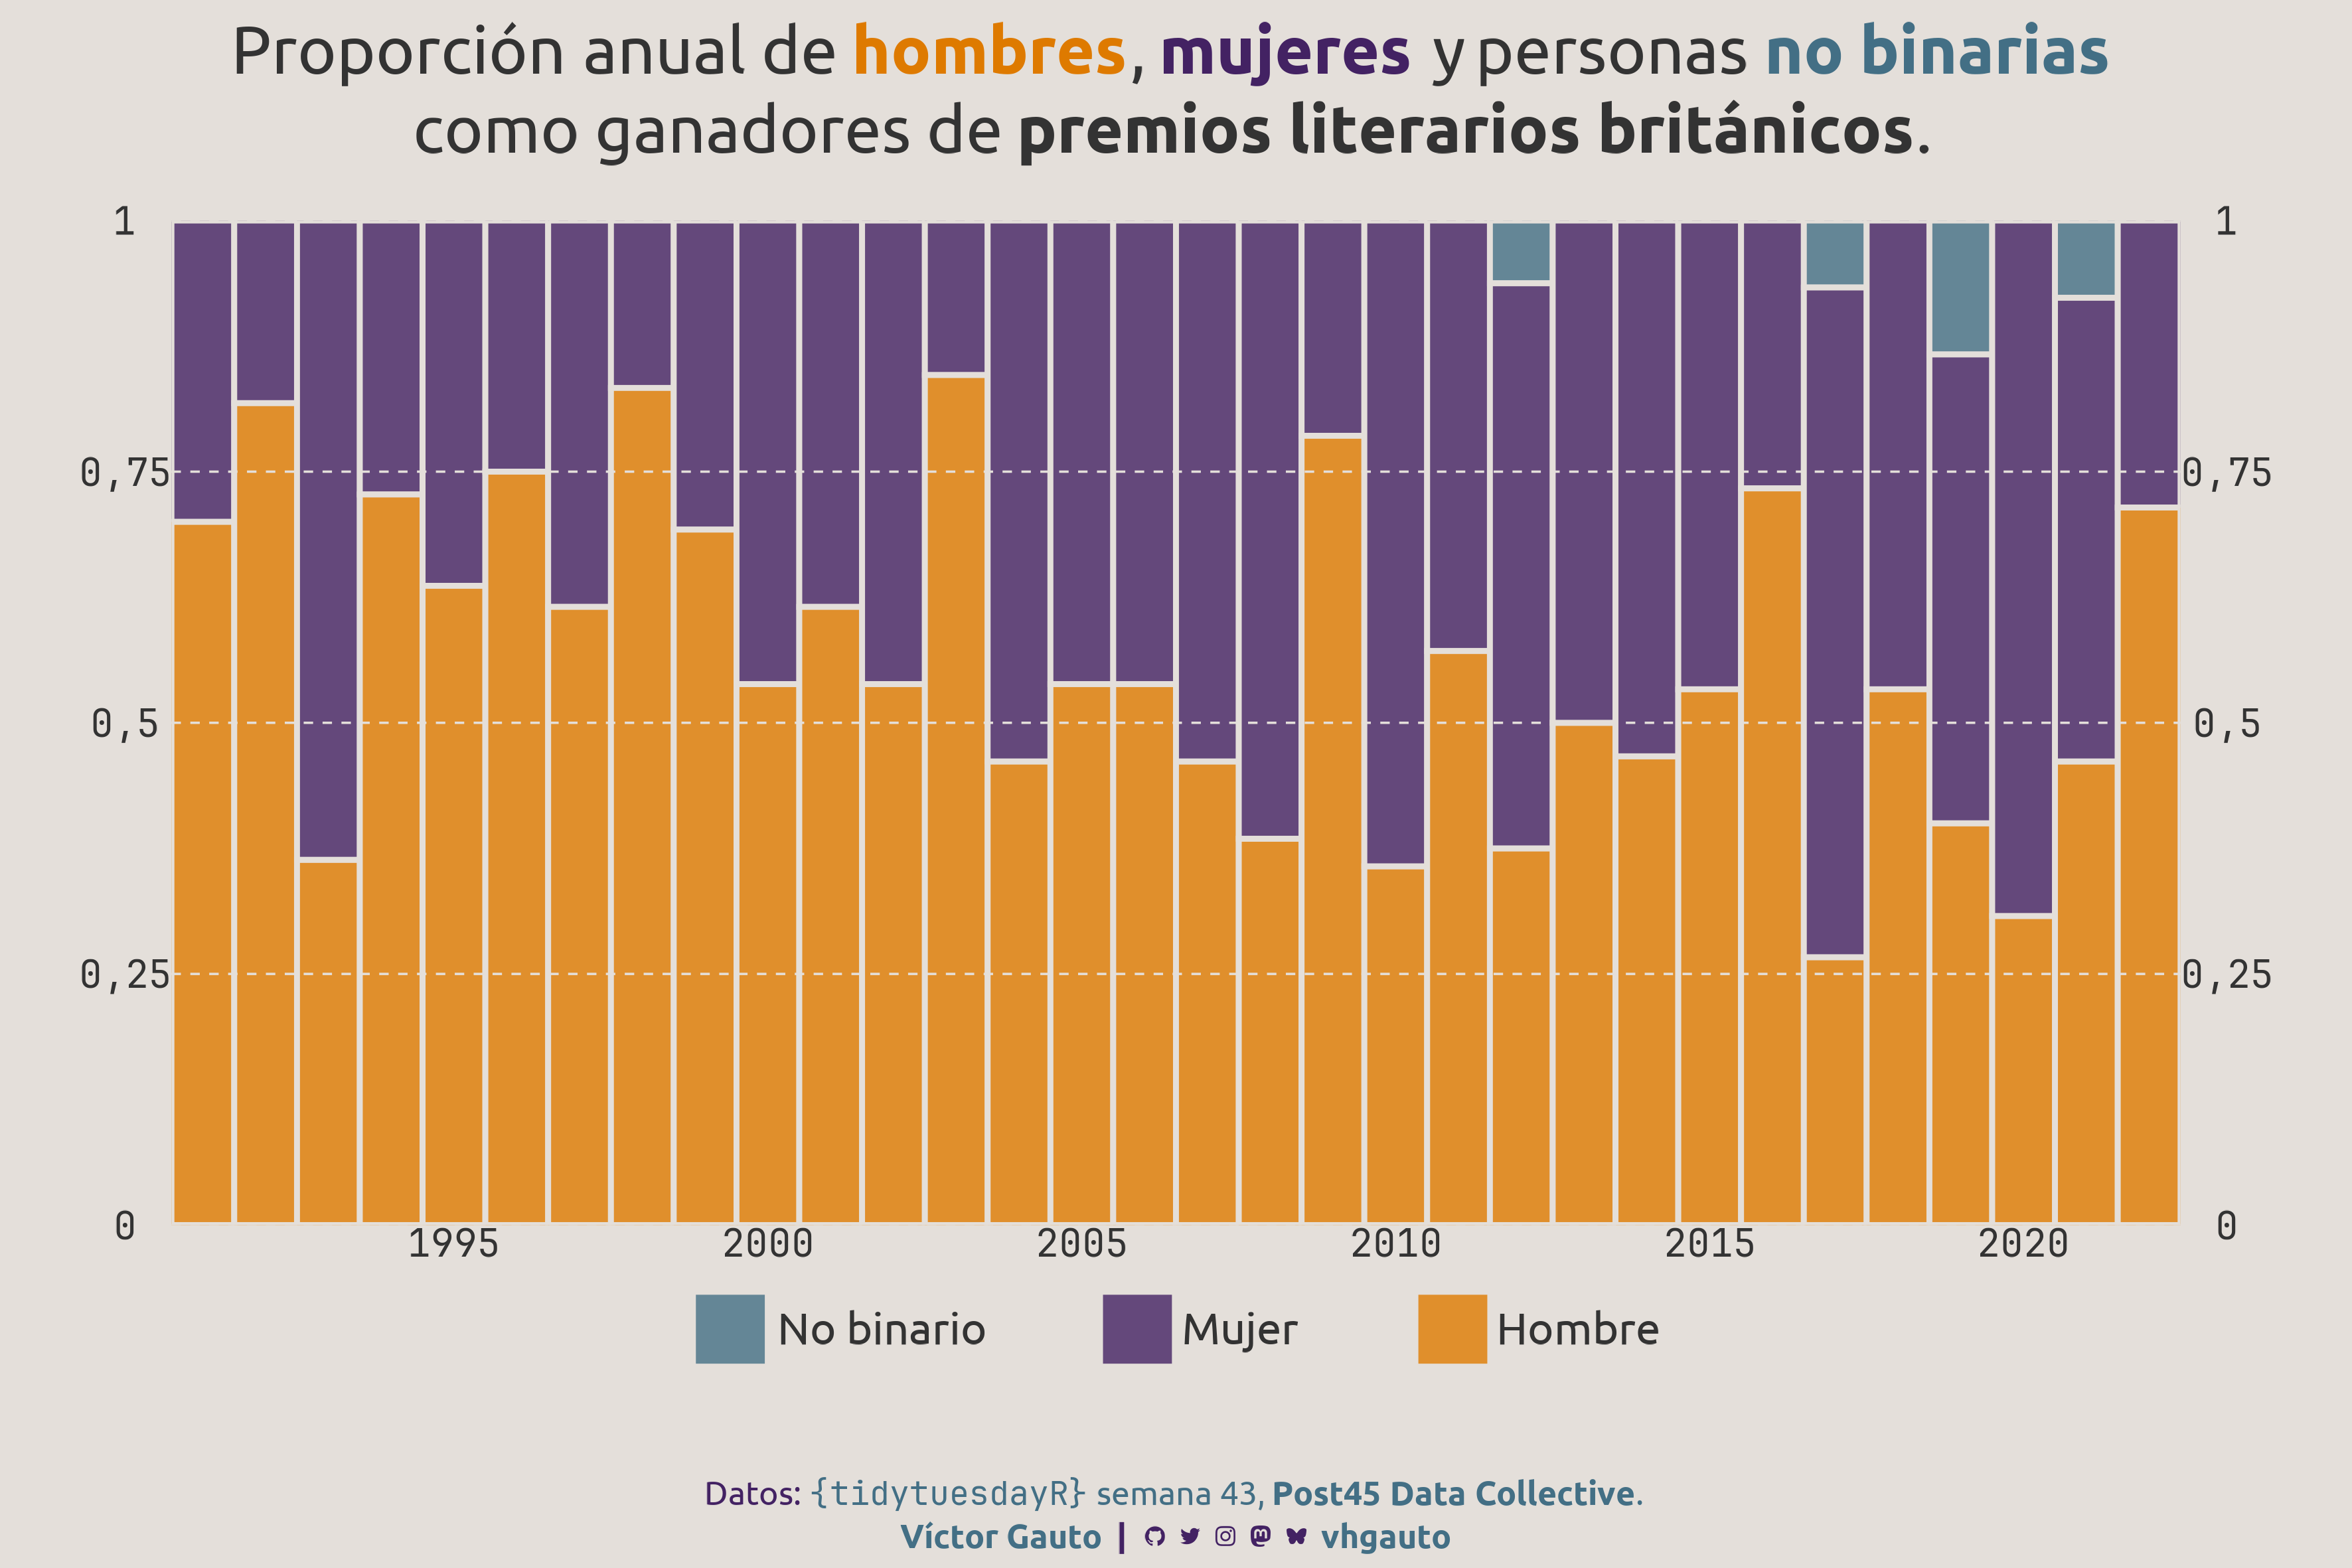 Proporción anual de hombres, mujeres y personas no binarias
como ganadores de premios literarios británicos.
1 1
0,75 0,75
0,5 0,5
0,25 0,25
0 0
1995 2000 2005 2010 2015 2020
No binario Mujer Hombre
Datos: {tidytuesdayR} semana 43, Post45 Data Collective.
Víctor Gauto | vhgauto